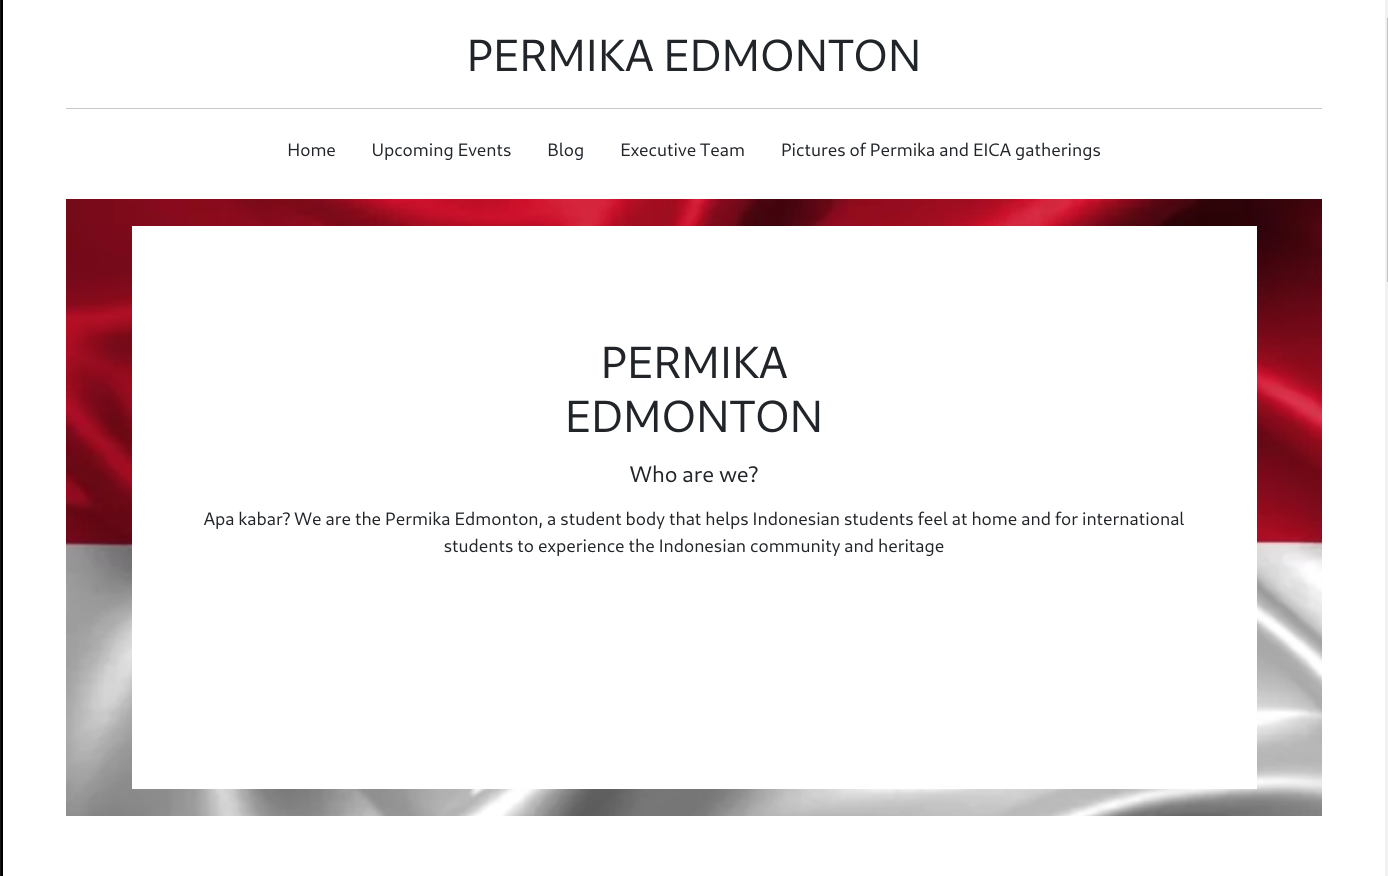 PERMIKA EDMONTON
Home Upcoming Events Blog Executive Team Pictures of Permika and EICA gatherings
PERMIKA
EDMONTON
Who are we?
Apa kabar? We are the Permika Edmonton, a student body that helps Indonesian students feel at home and for international
students to experience the Indonesian community and heritage